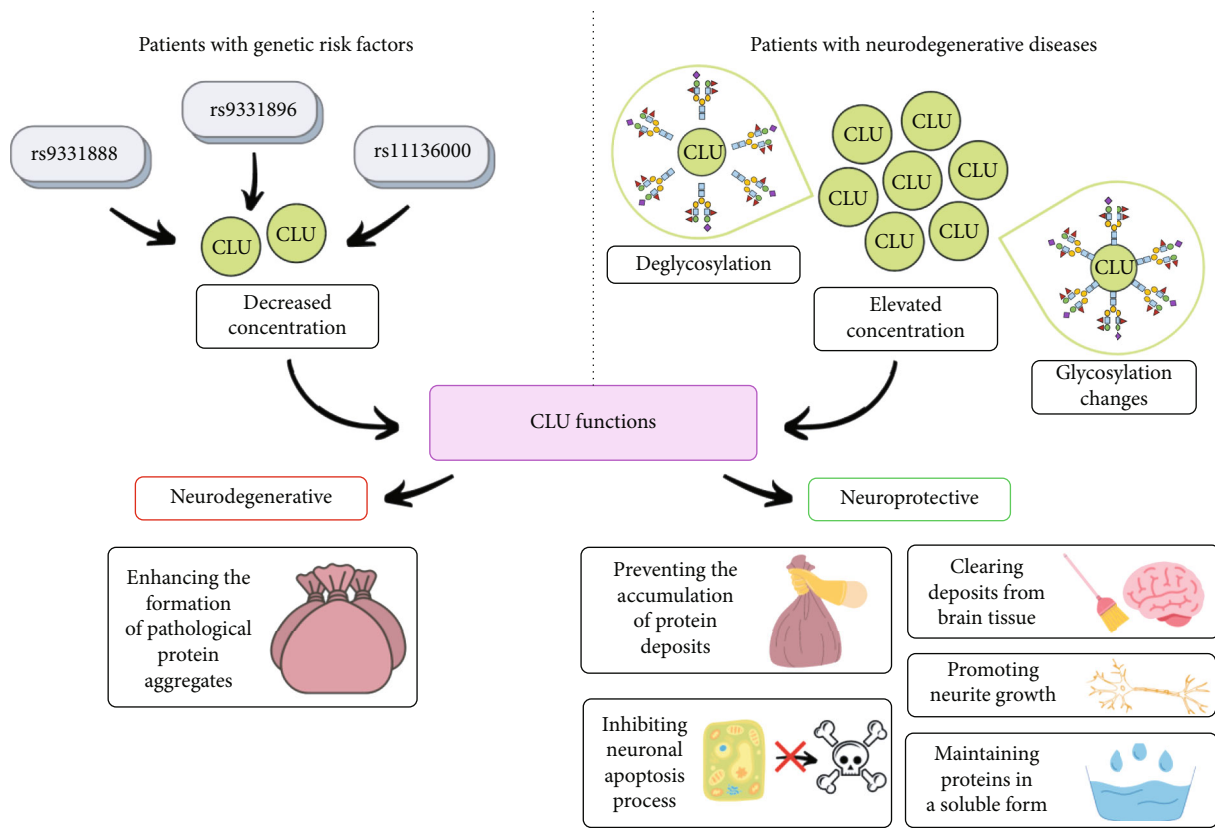 Patients with genetic risk factors
Patients with neurodegenerative diseases
rs9331888
rs9331896
rs11136000
CLU
CLU
Decreased
concentration
CLU
Deglycosylation
CLU
CLU
CLU
CLU
CLU
CLU
CLU
Elevated
concentration
CLU
Glycosylation
changes
CLU functions
Neurodegenerative
Neuroprotective
Enhancing the
formation
of pathological
protein
aggregates
Preventing the
accumulation
of protein
deposits
Clearing
deposits from
brain tissue
Promoting
neurite growth
Inhibiting
neuronal
apoptosis
process
Maintaining
proteins in
a soluble form